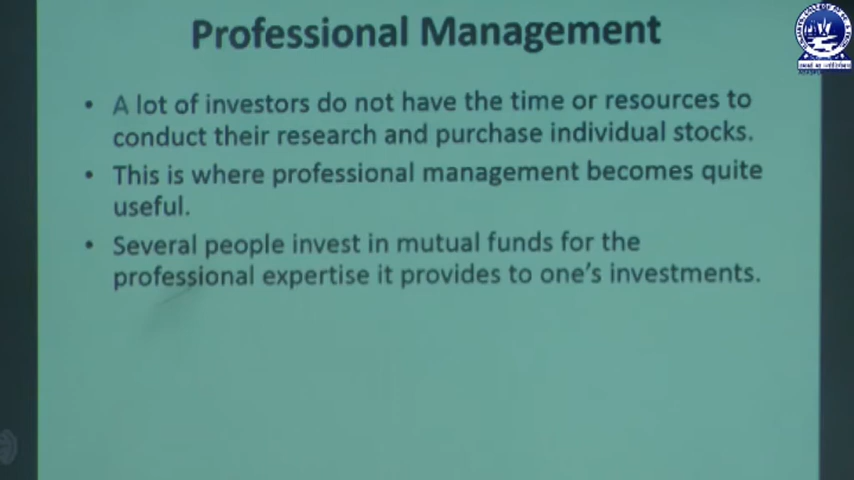 Professional Management
• A lot of investors do not have the time or resources to
conduct their research and purchase individual stocks.
• This is where professional management becomes quite
useful.
• Several people invest in mutual funds for the
professional expertise it provides to one's investments.